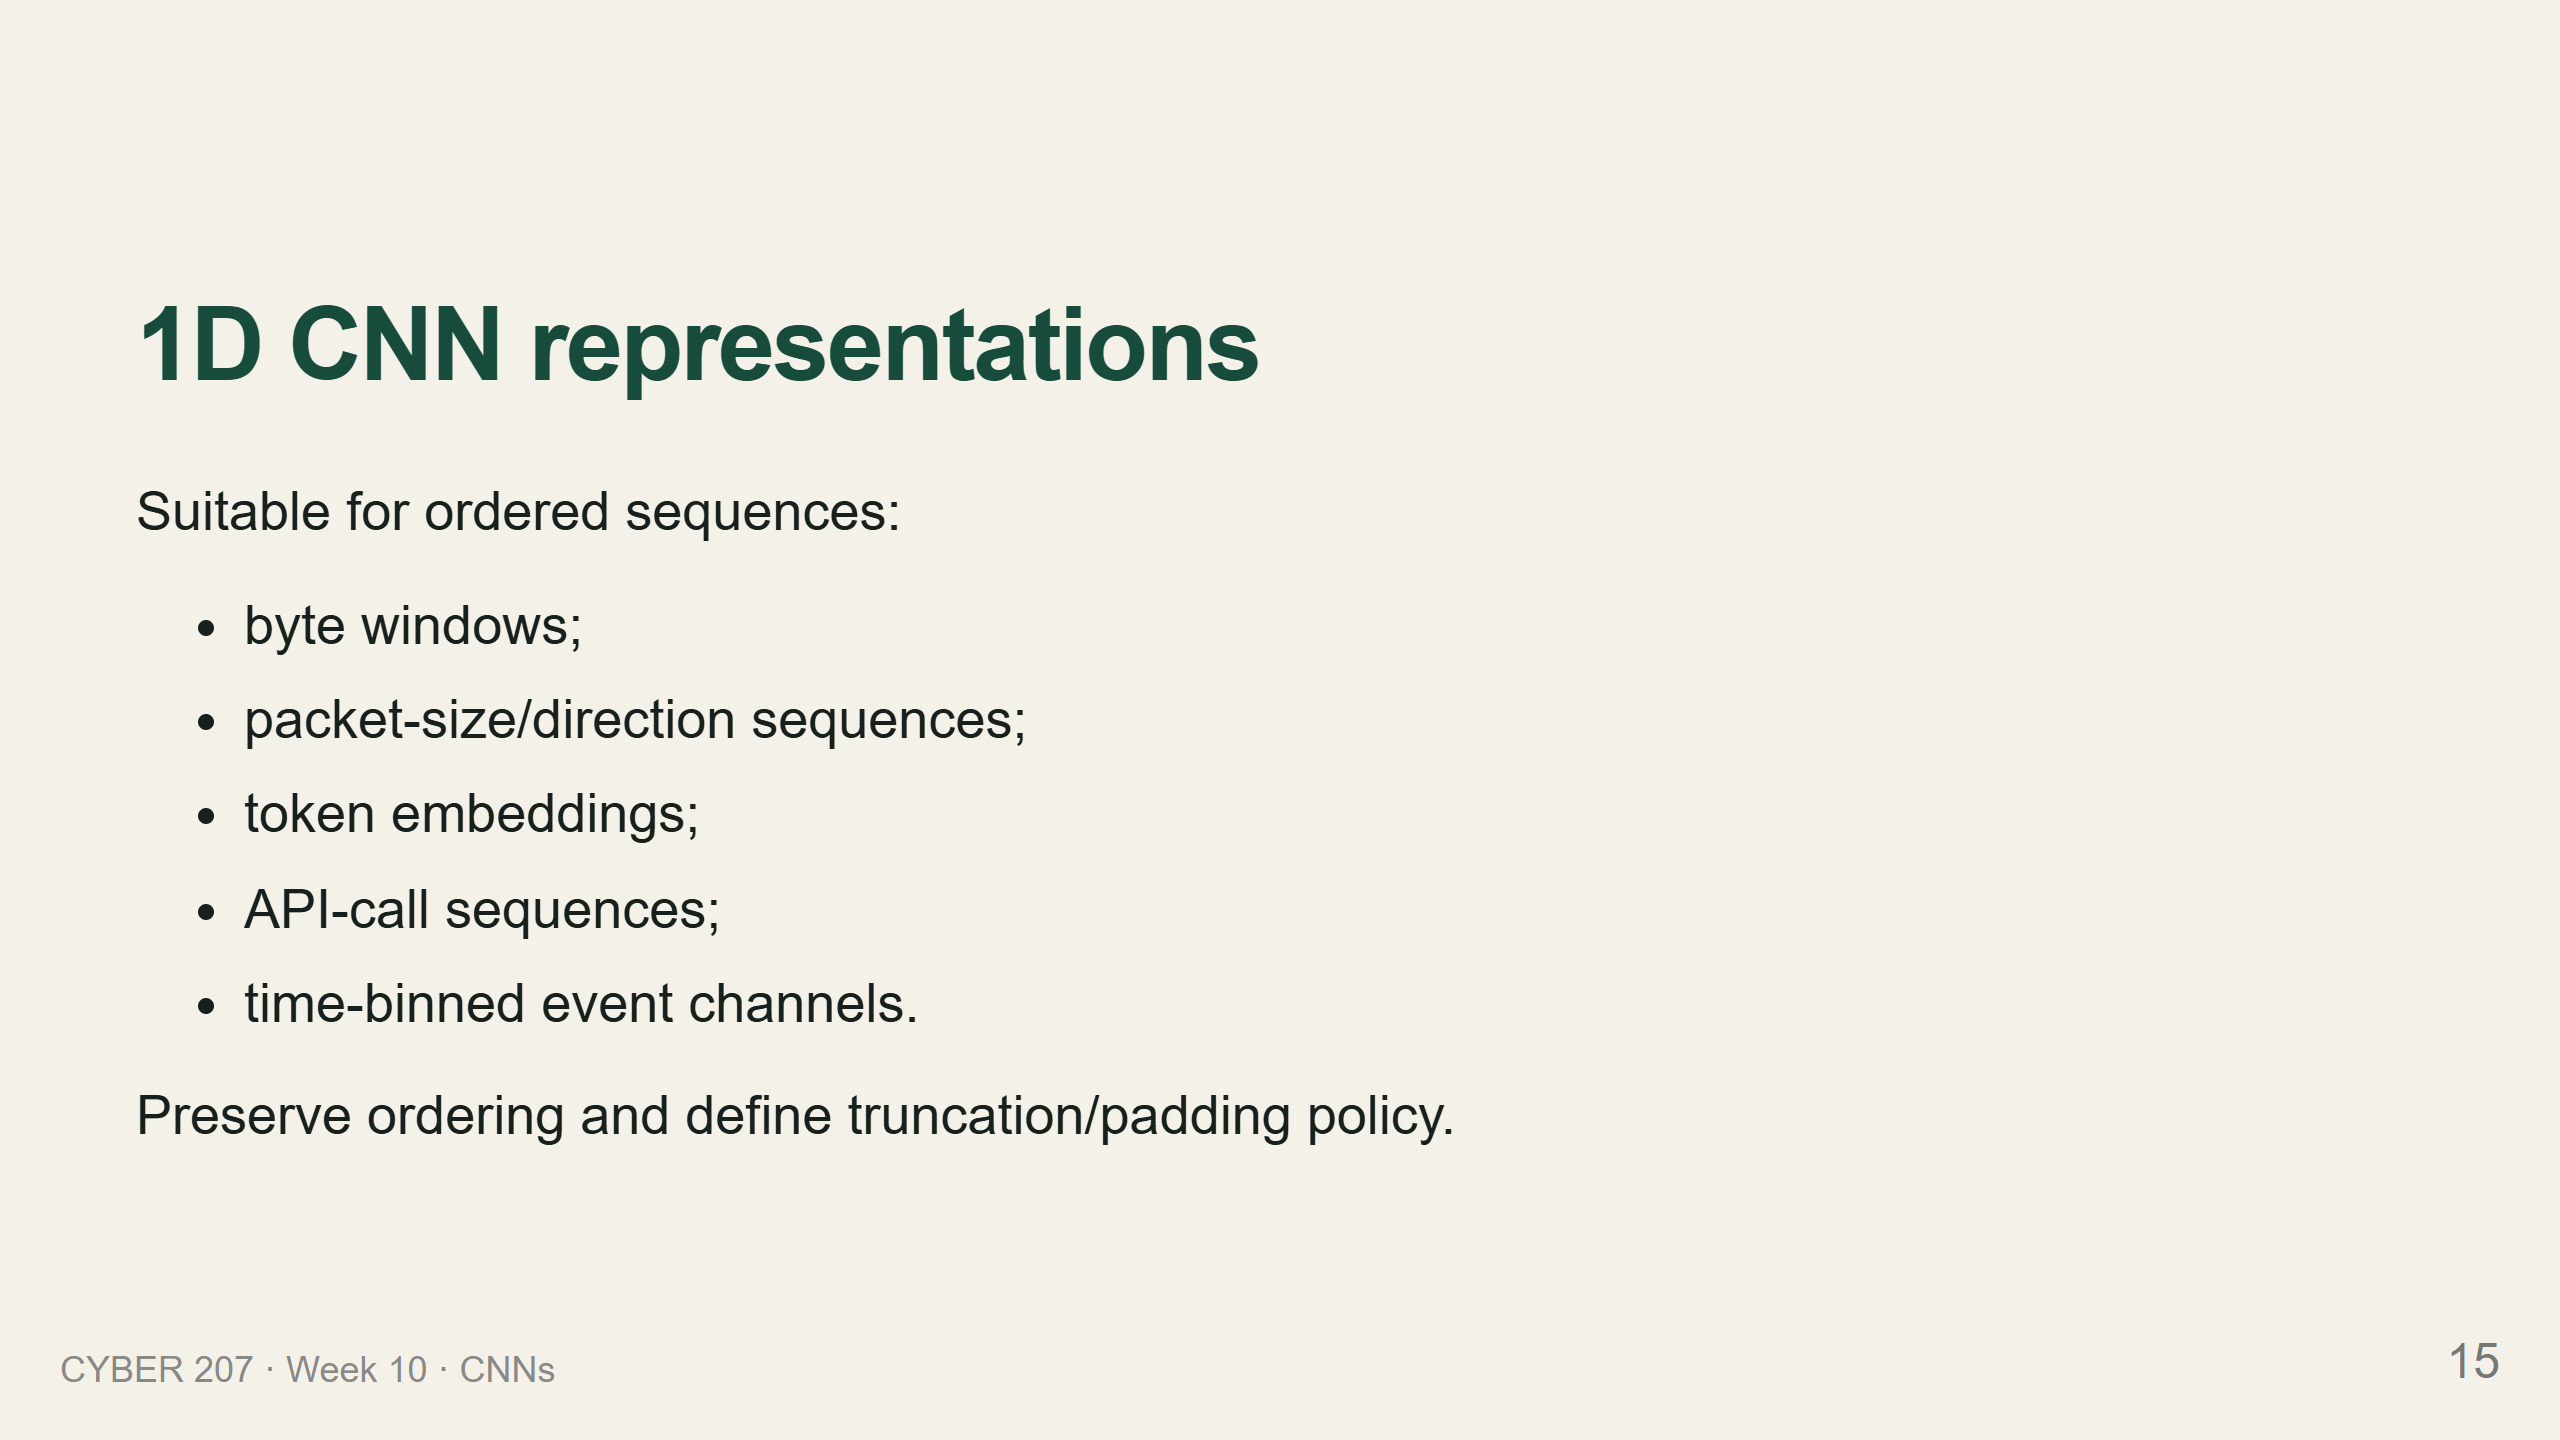 1D CNN representations
Suitable for ordered sequences:
• byte windows;
• packet-size/direction sequences;
• token embeddings;
• API-call sequences;
• time-binned event channels.
Preserve ordering and define truncation/padding policy.
CYBER 207 · Week 10 · CNNs
15